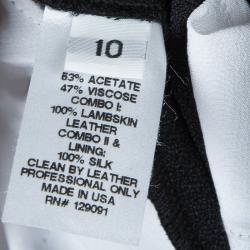 10
53% ACETATE
47% VISCOSE
COMBO I:
100% LAMBSKIN
LEATHER
COMBO II &
LINING:
100% SILK
CLEAN BY LEATHER
PROFESSIONAL ONLY
MADE IN USA
RN# 129091